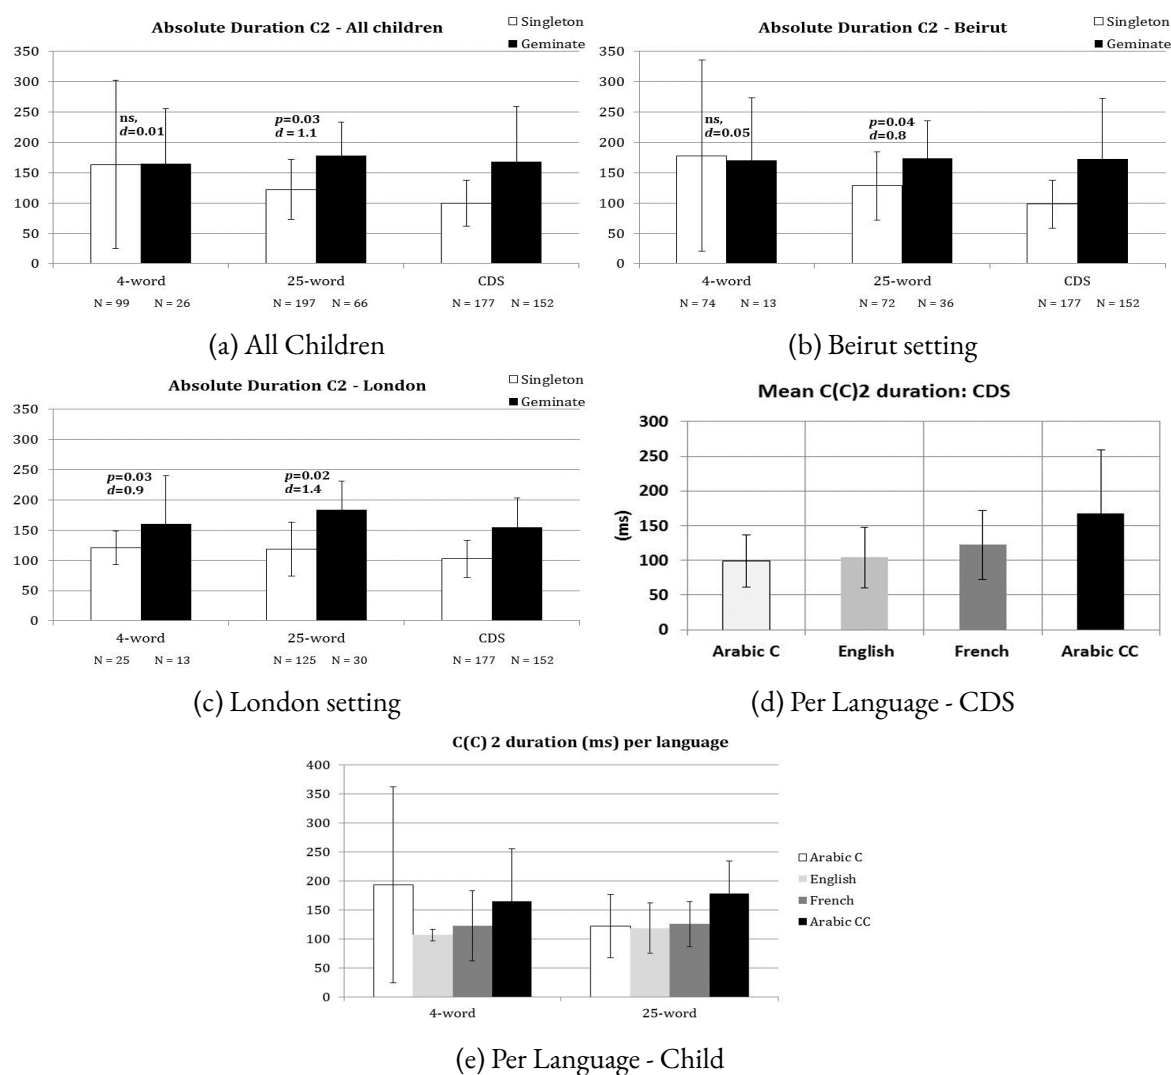 Absolute Duration C2 - All children
Singleton
Geminate
350
300
250
200
150
100
50
0
ns,
d=0.01
p=0.03
d = 1.1
4-word
25-word
CDS
N = 99 N = 26 N = 197 N = 66 N = 177 N = 152
(a) All Children
Absolute Duration C2 - Beirut
Singleton
Geminate
350
300
250
200
150
100
50
0
ns,
d=0.05
p=0.04
d=0.8
4-word
25-word
CDS
N = 74 N = 13 N = 72 N = 36 N = 177 N = 152
(b) Beirut setting
Absolute Duration C2 - London
Singleton
Geminate
350
300
250
200
150
100
50
0
p=0.03
d=0.9
p=0.02
d=1.4
4-word
25-word
CDS
N = 25 N = 13 N = 125 N = 30 N = 177 N = 152
(c) London setting
Mean C(C)2 duration: CDS
(ms)
300
250
200
150
100
50
0
Arabic C
English
French
Arabic CC
(d) Per Language - CDS
C(C) 2 duration (ms) per language
400
350
300
250
200
150
100
50
0
4-word
25-word
Arabic C
English
French
Arabic CC
(e) Per Language - Child